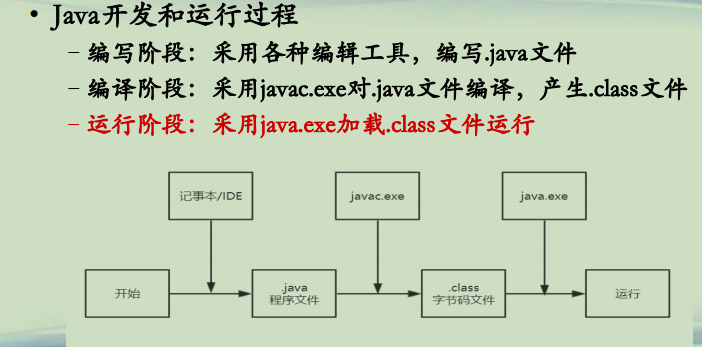 • Java开发和运行过程
– 编写阶段：采用各种编辑工具，编写.java文件
– 编译阶段：采用javac.exe对.java文件编译，产生.class文件
– 运行阶段：采用java.exe加载.class文件运行
记事本/IDE
javac.exe
java.exe
开始
.java
程序文件
.class
字节码文件
运行